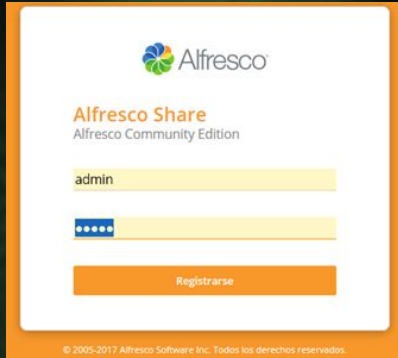 Alfresco
Alfresco Share
Alfresco Community Edition
admin
•••••
Registrarse
© 2005-2017 Alfresco Software Inc. Todos los derechos reservados.